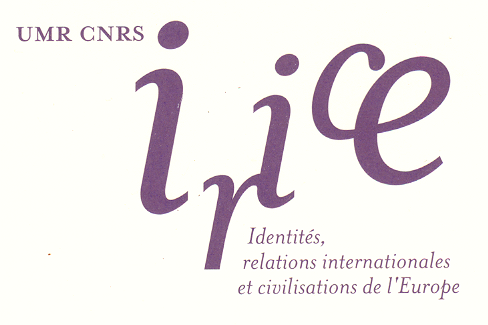 UMR CNRS
irice
Identités,
relations internationales
et civilisations de l'Europe